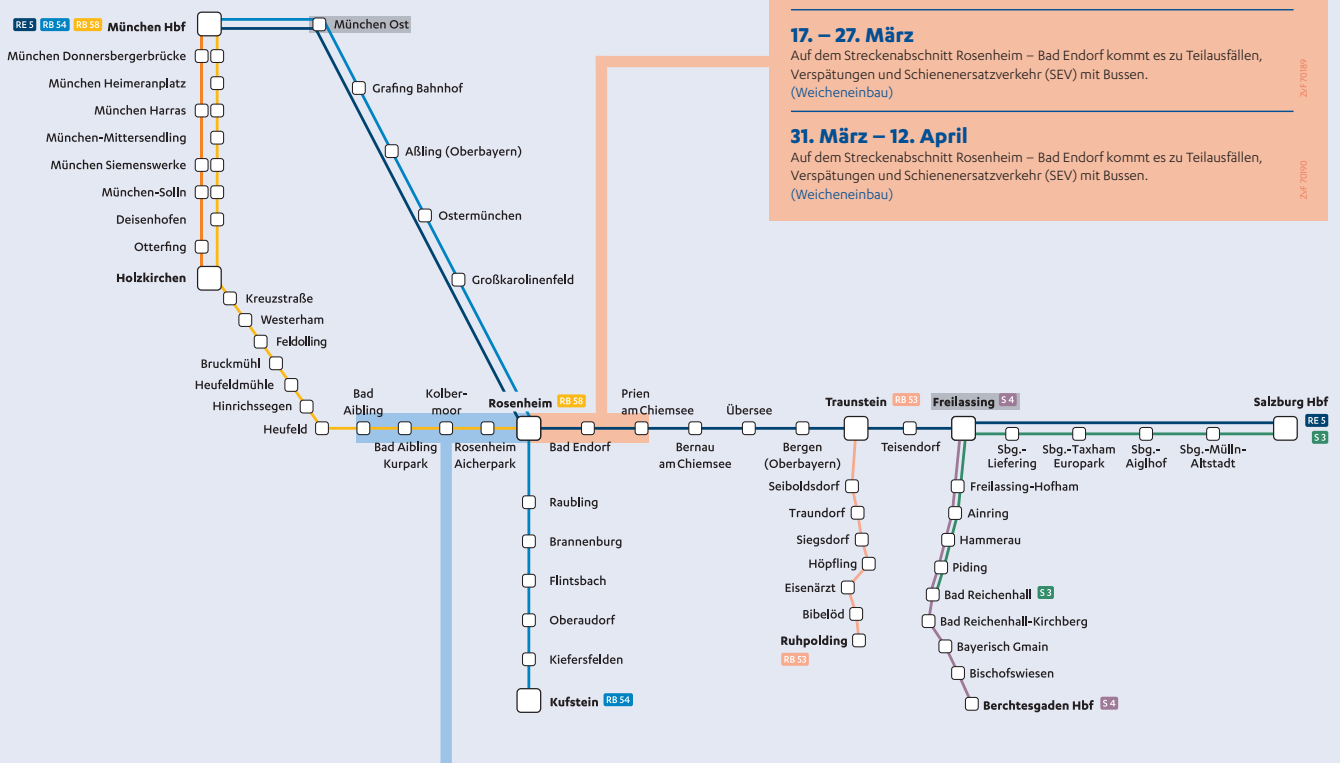 RE 5 RB 54 RB 58 München Hbf
München Donnersbergerbrücke
München Heimeranplatz
München Harras
München-Mittersendling
München Siemenswerke
München-Solln
Deisenhofen
Otterfing
Holzkirchen
Kreuzstraße
Westerham
Feldolling
Bruckmühl
Heufeldmühle
Hinrichssegen
Heufeld
Bad
Aibling
Bad Aibling
Kurpark
Kolber-
moor
Rosenheim
Aicherpark
München Ost
Grafing Bahnhof
Aßling (Oberbayern)
Ostermünchen
Großkarolinenfeld
Rosenheim RB 58
Raubling
Brannenburg
Flintsbach
Oberaudorf
Kiefersfelden
Kufstein RB 54
Bad Endorf
Prien
am Chiemsee
Bernau
am Chiemsee
Übersee
Bergen
(Oberbayern)
Traunstein RB 53
Seiboldsdorf
Traundorf
Siegsdorf
Höpfling
Eisenärzt
Bibelöd
Ruhpolding
RB 53
Teisendorf
Freilassing S 4
Freilassing-Hofham
Ainring
Hammerau
Piding
Bad Reichenhall S 3
Bad Reichenhall-Kirchberg
Bayerisch Gmain
Bischofswiesen
Berchtesgaden Hbf S 4
Sbg.-
Liefering
Sbg.-Taxham
Europark
Sbg.-
Aiglhof
Sbg.-Mülln-
Altstadt
Salzburg Hbf
RE 5
S 3
17. – 27. März
Auf dem Streckenabschnitt Rosenheim – Bad Endorf kommt es zu Teilausfällen,
Verspätungen und Schienenersatzverkehr (SEV) mit Bussen.
(Weicheneinbau)
ZvF 70189
31. März – 12. April
Auf dem Streckenabschnitt Rosenheim – Bad Endorf kommt es zu Teilausfällen,
Verspätungen und Schienenersatzverkehr (SEV) mit Bussen.
(Weicheneinbau)
ZvF 70190